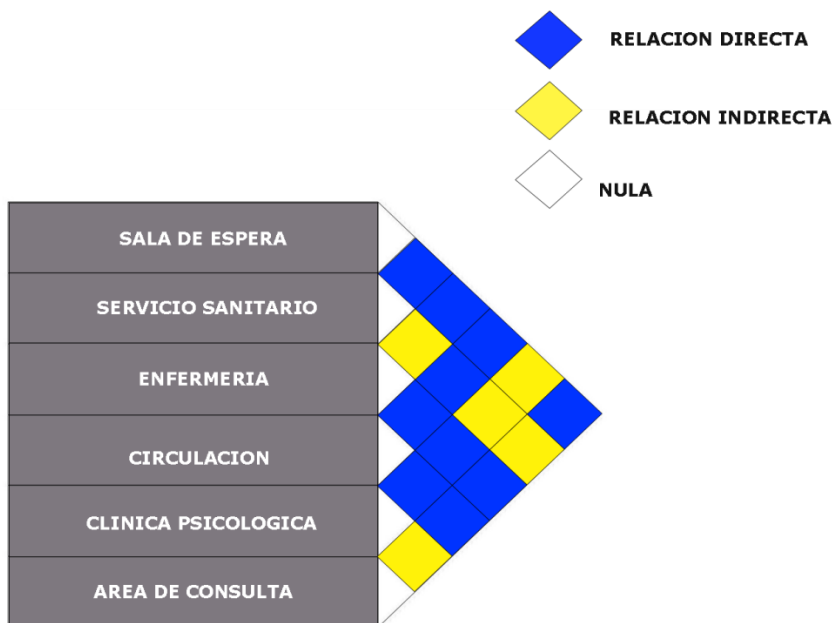 RELACION DIRECTA
RELACION INDIRECTA
NULA
SALA DE ESPERA
SERVICIO SANITARIO
ENFERMERIA
CIRCULACION
CLINICA PSICOLOGICA
AREA DE CONSULTA